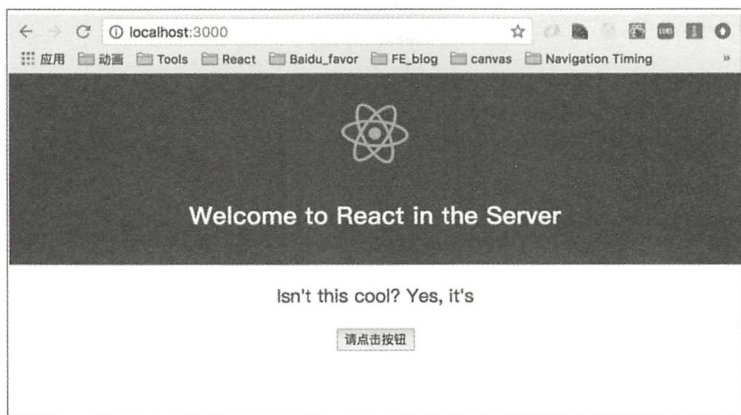 localhost:3000
应用 动画 Tools React Baidu_favor FE_blog canvas Navigation Timing »
Welcome to React in the Server
Isn't this cool? Yes, it's
请点击按钮